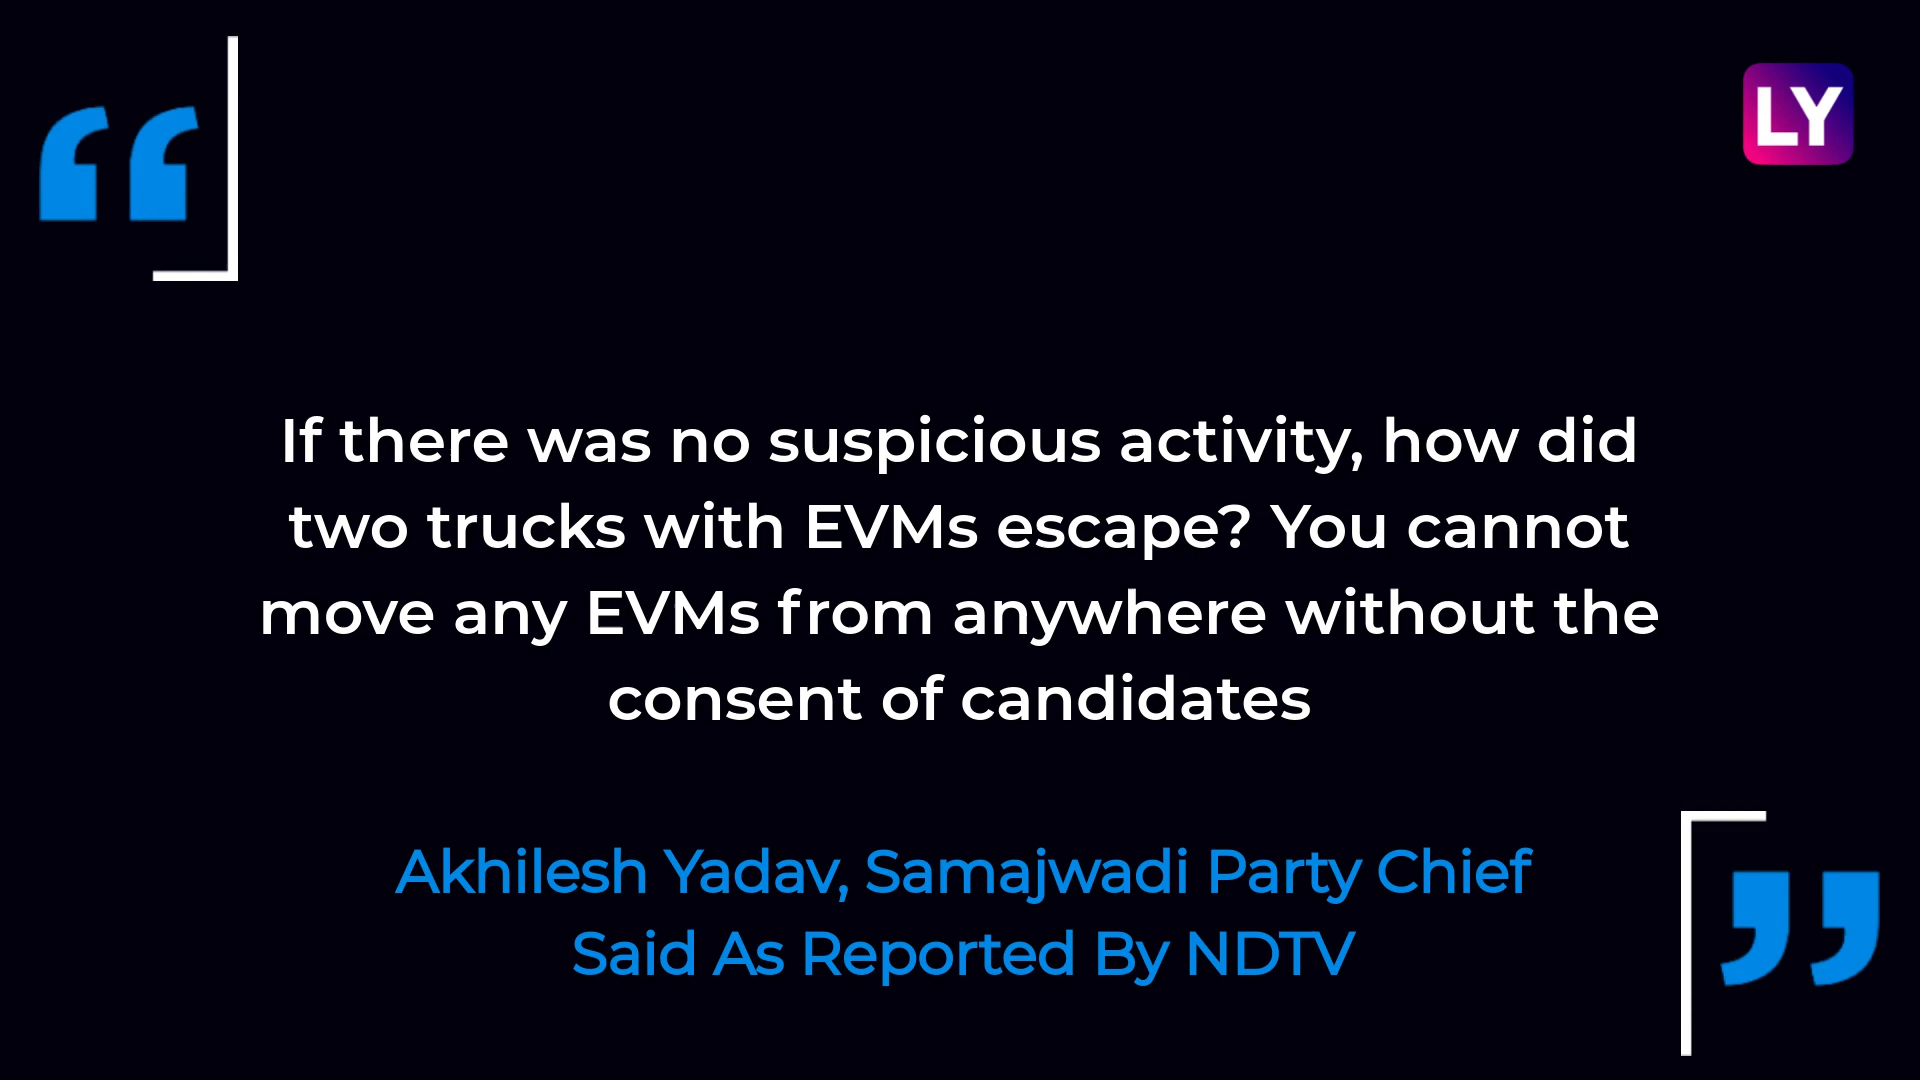 LY
If there was no suspicious activity, how did
two trucks with EVMs escape? You cannot
move any EVMs from anywhere without the
consent of candidates
Akhilesh Yadav, Samajwadi Party Chief
Said As Reported By NDTV